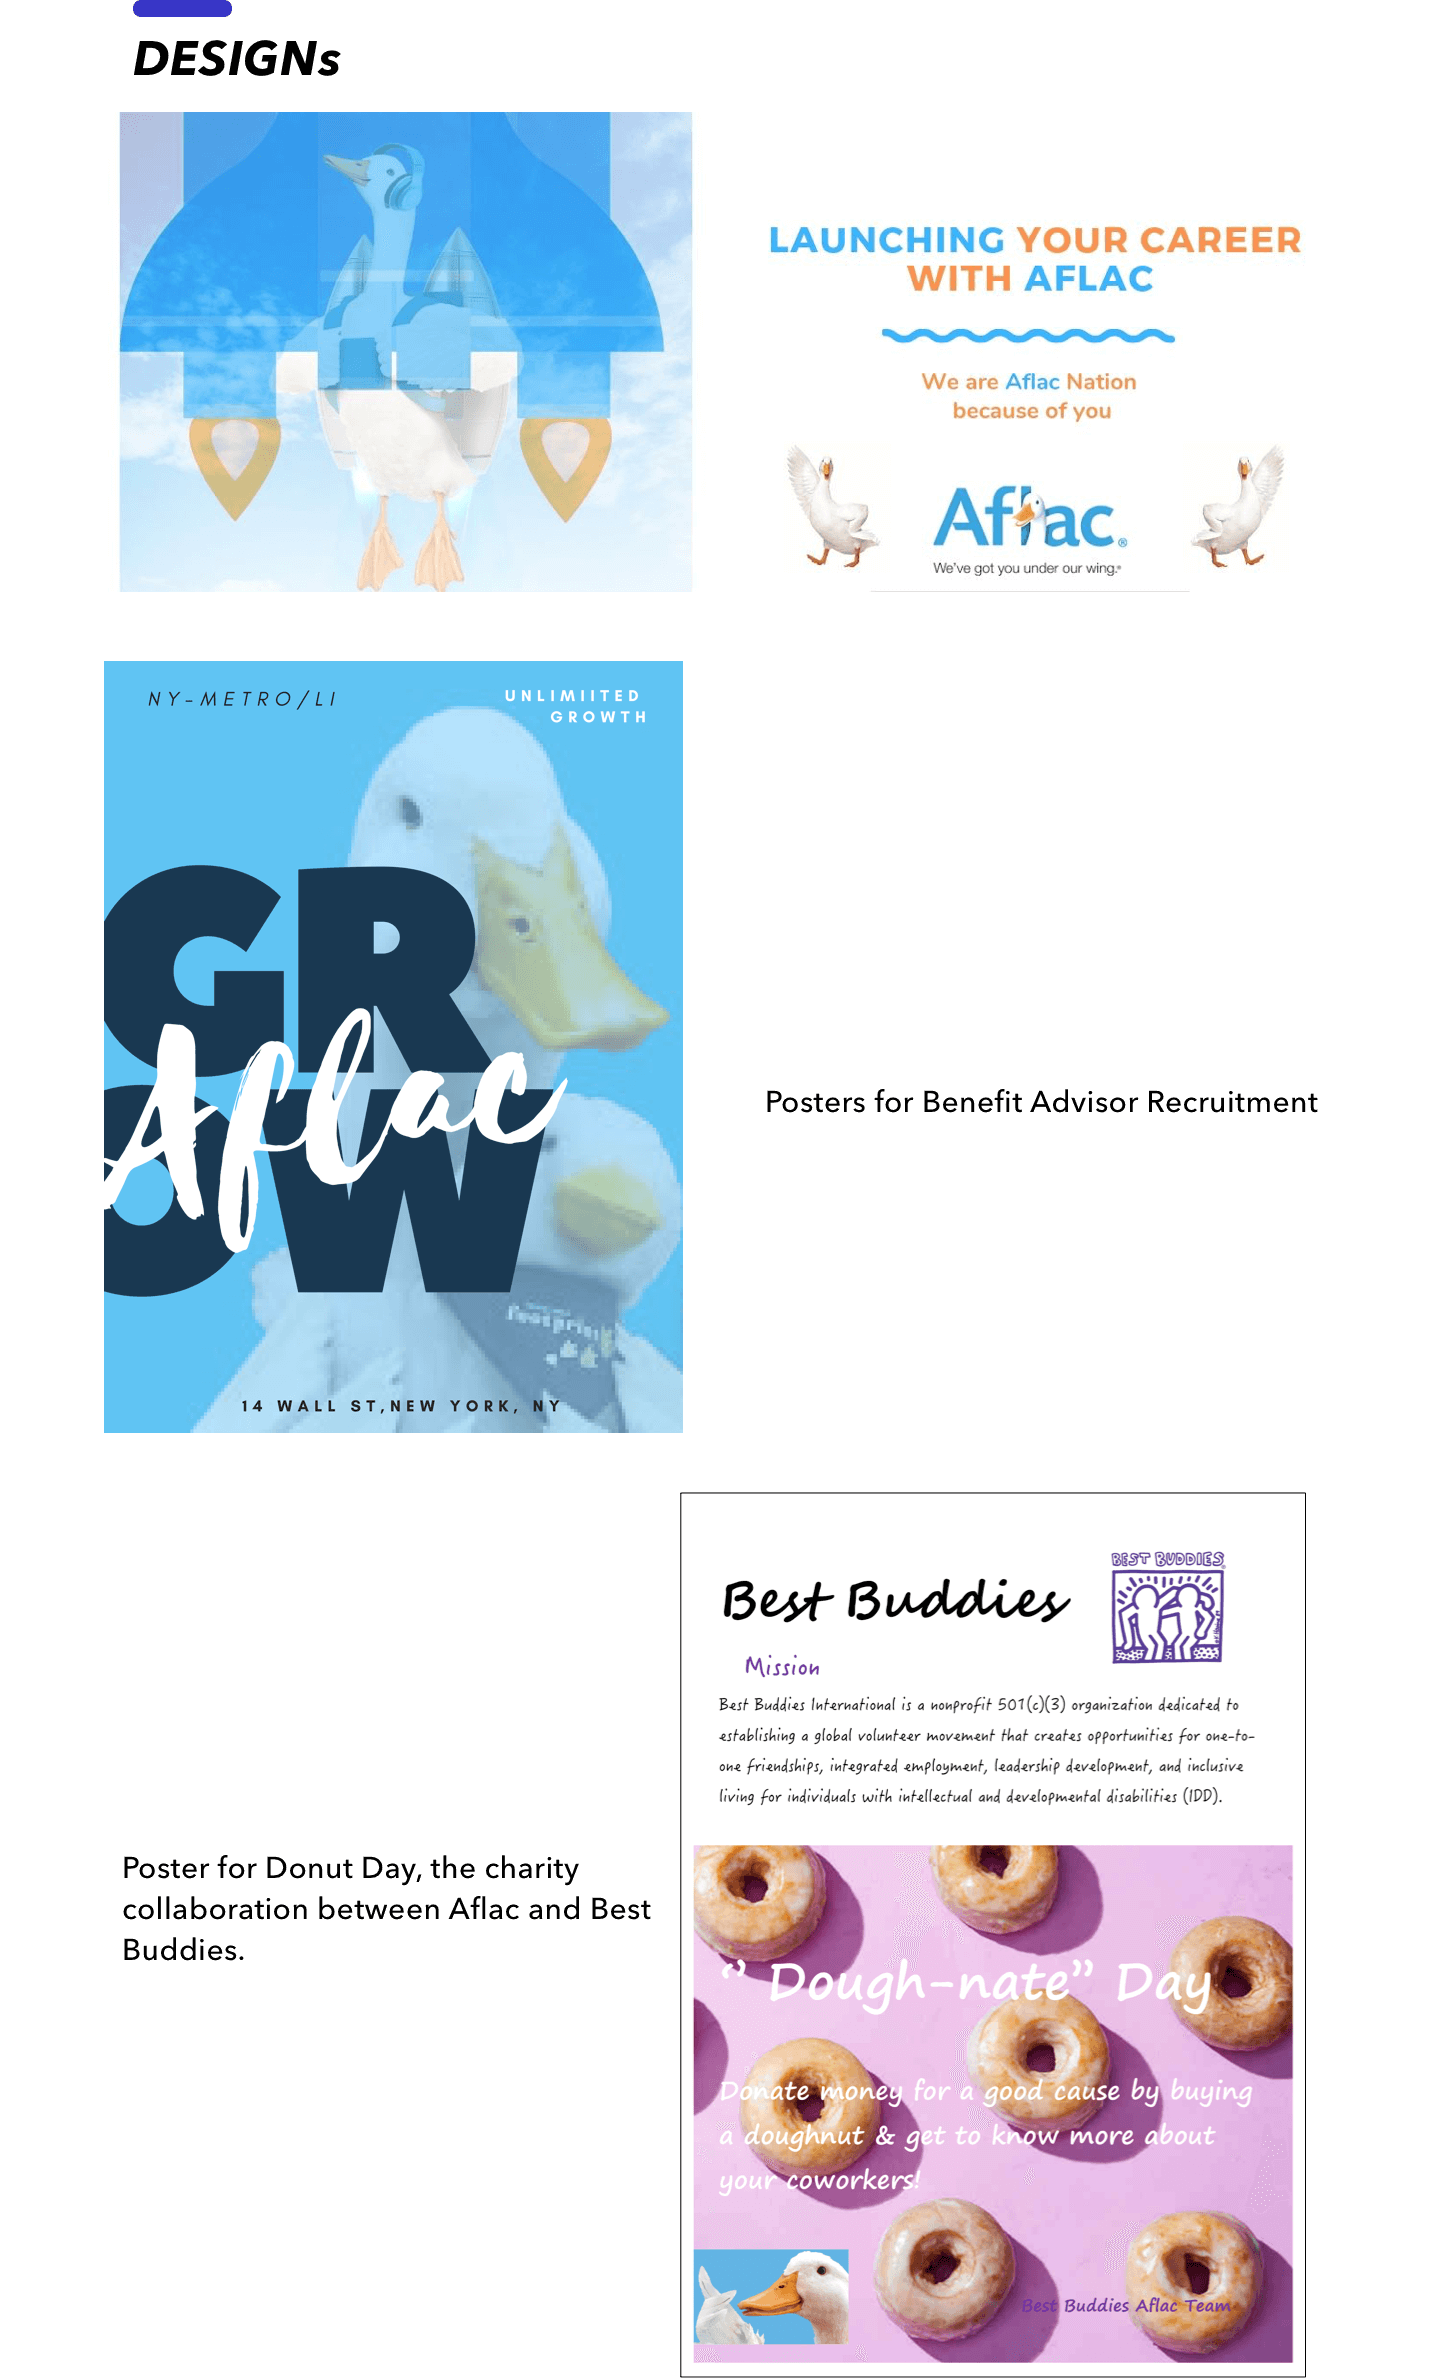 DESIGNs
LAUNCHING YOUR CAREER
WITH AFLAC
We are Aflac Nation
because of you
Aflac®
We've got you under our wing.®
NY-METRO/LI
UNLIMIITED
GROWTH
GR
Aflac
OW
footprint
14 WALL ST,NEW YORK, NY
Posters for Benefit Advisor Recruitment
BEST BUDDIES®
Best Buddies
Mission
Best Buddies International is a nonprofit 501(c)(3) organization dedicated to
establishing a global volunteer movement that creates opportunities for one-to-
one friendships, integrated employment, leadership development, and inclusive
living for individuals with intellectual and developmental disabilities (IDD).
Poster for Donut Day, the charity
collaboration between Aflac and Best
Buddies.
“ Dough-nate” Day
Donate money for a good cause by buying
a doughnut & get to know more about
your coworkers!
Best Buddies Aflac Team